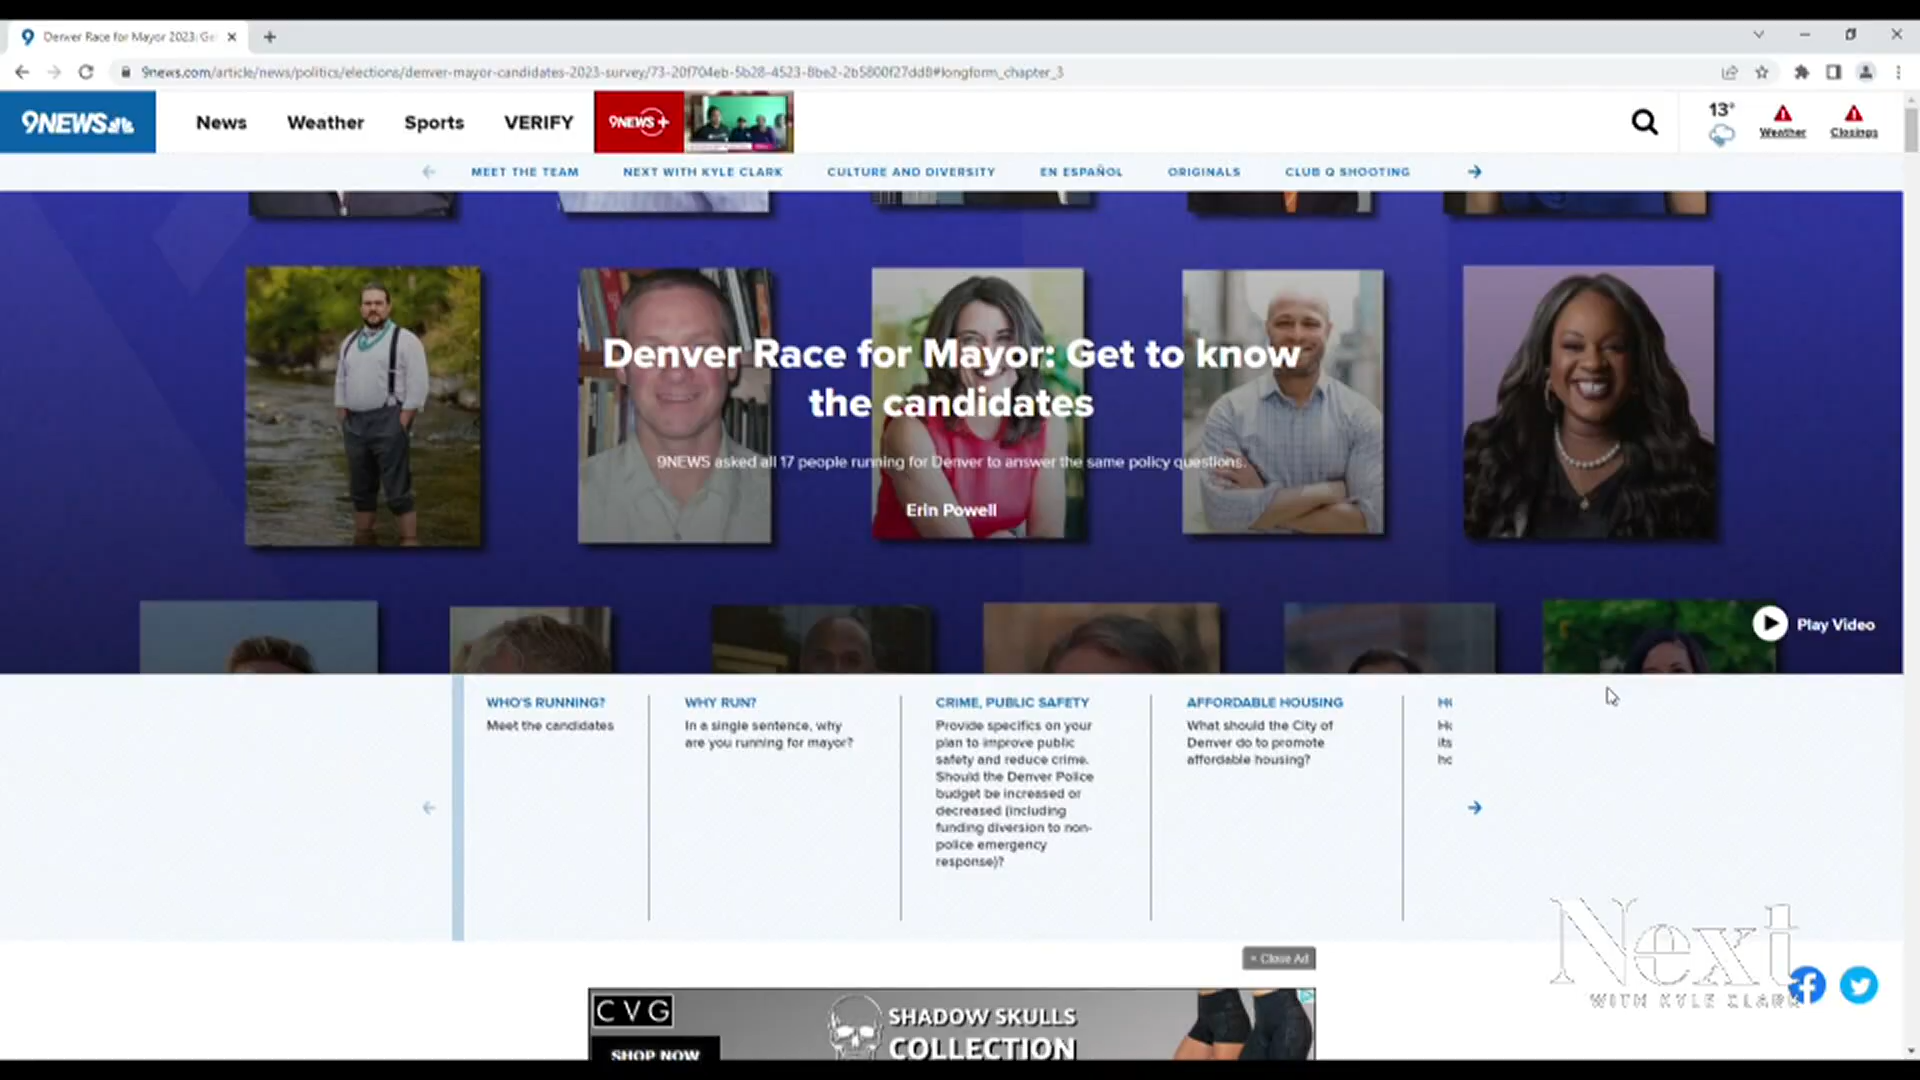 Denver Race for Mayor 2023: Ge
9news.com/article/news/politics/elections/denver-mayor-candidates-2023-survey/73-20f704eb-5b28-4523-8be2-2b5800f27dd8#longform_chapter_3
9NEWS
News
Weather
Sports
VERIFY
9NEWS+
13°
Weather
Closings
MEET THE TEAM
NEXT WITH KYLE CLARK
CULTURE AND DIVERSITY
EN ESPAÑOL
ORIGINALS
CLUB Q SHOOTING
Denver Race for Mayor: Get to know
the candidates
9NEWS asked all 17 people running for Denver to answer the same policy questions.
Erin Powell
Play Video
WHO'S RUNNING?
Meet the candidates
WHY RUN?
In a single sentence, why
are you running for mayor?
CRIME, PUBLIC SAFETY
Provide specifics on your
plan to improve public
safety and reduce crime.
Should the Denver Police
budget be increased or
decreased (including
funding diversion to non-
police emergency
response)?
AFFORDABLE HOUSING
What should the City of
Denver do to promote
affordable housing?
Ho
its
ho
Next
WITH KYLE CLARK
× Close Ad
CVG
SHOP NOW
SHADOW SKULLS
COLLECTION